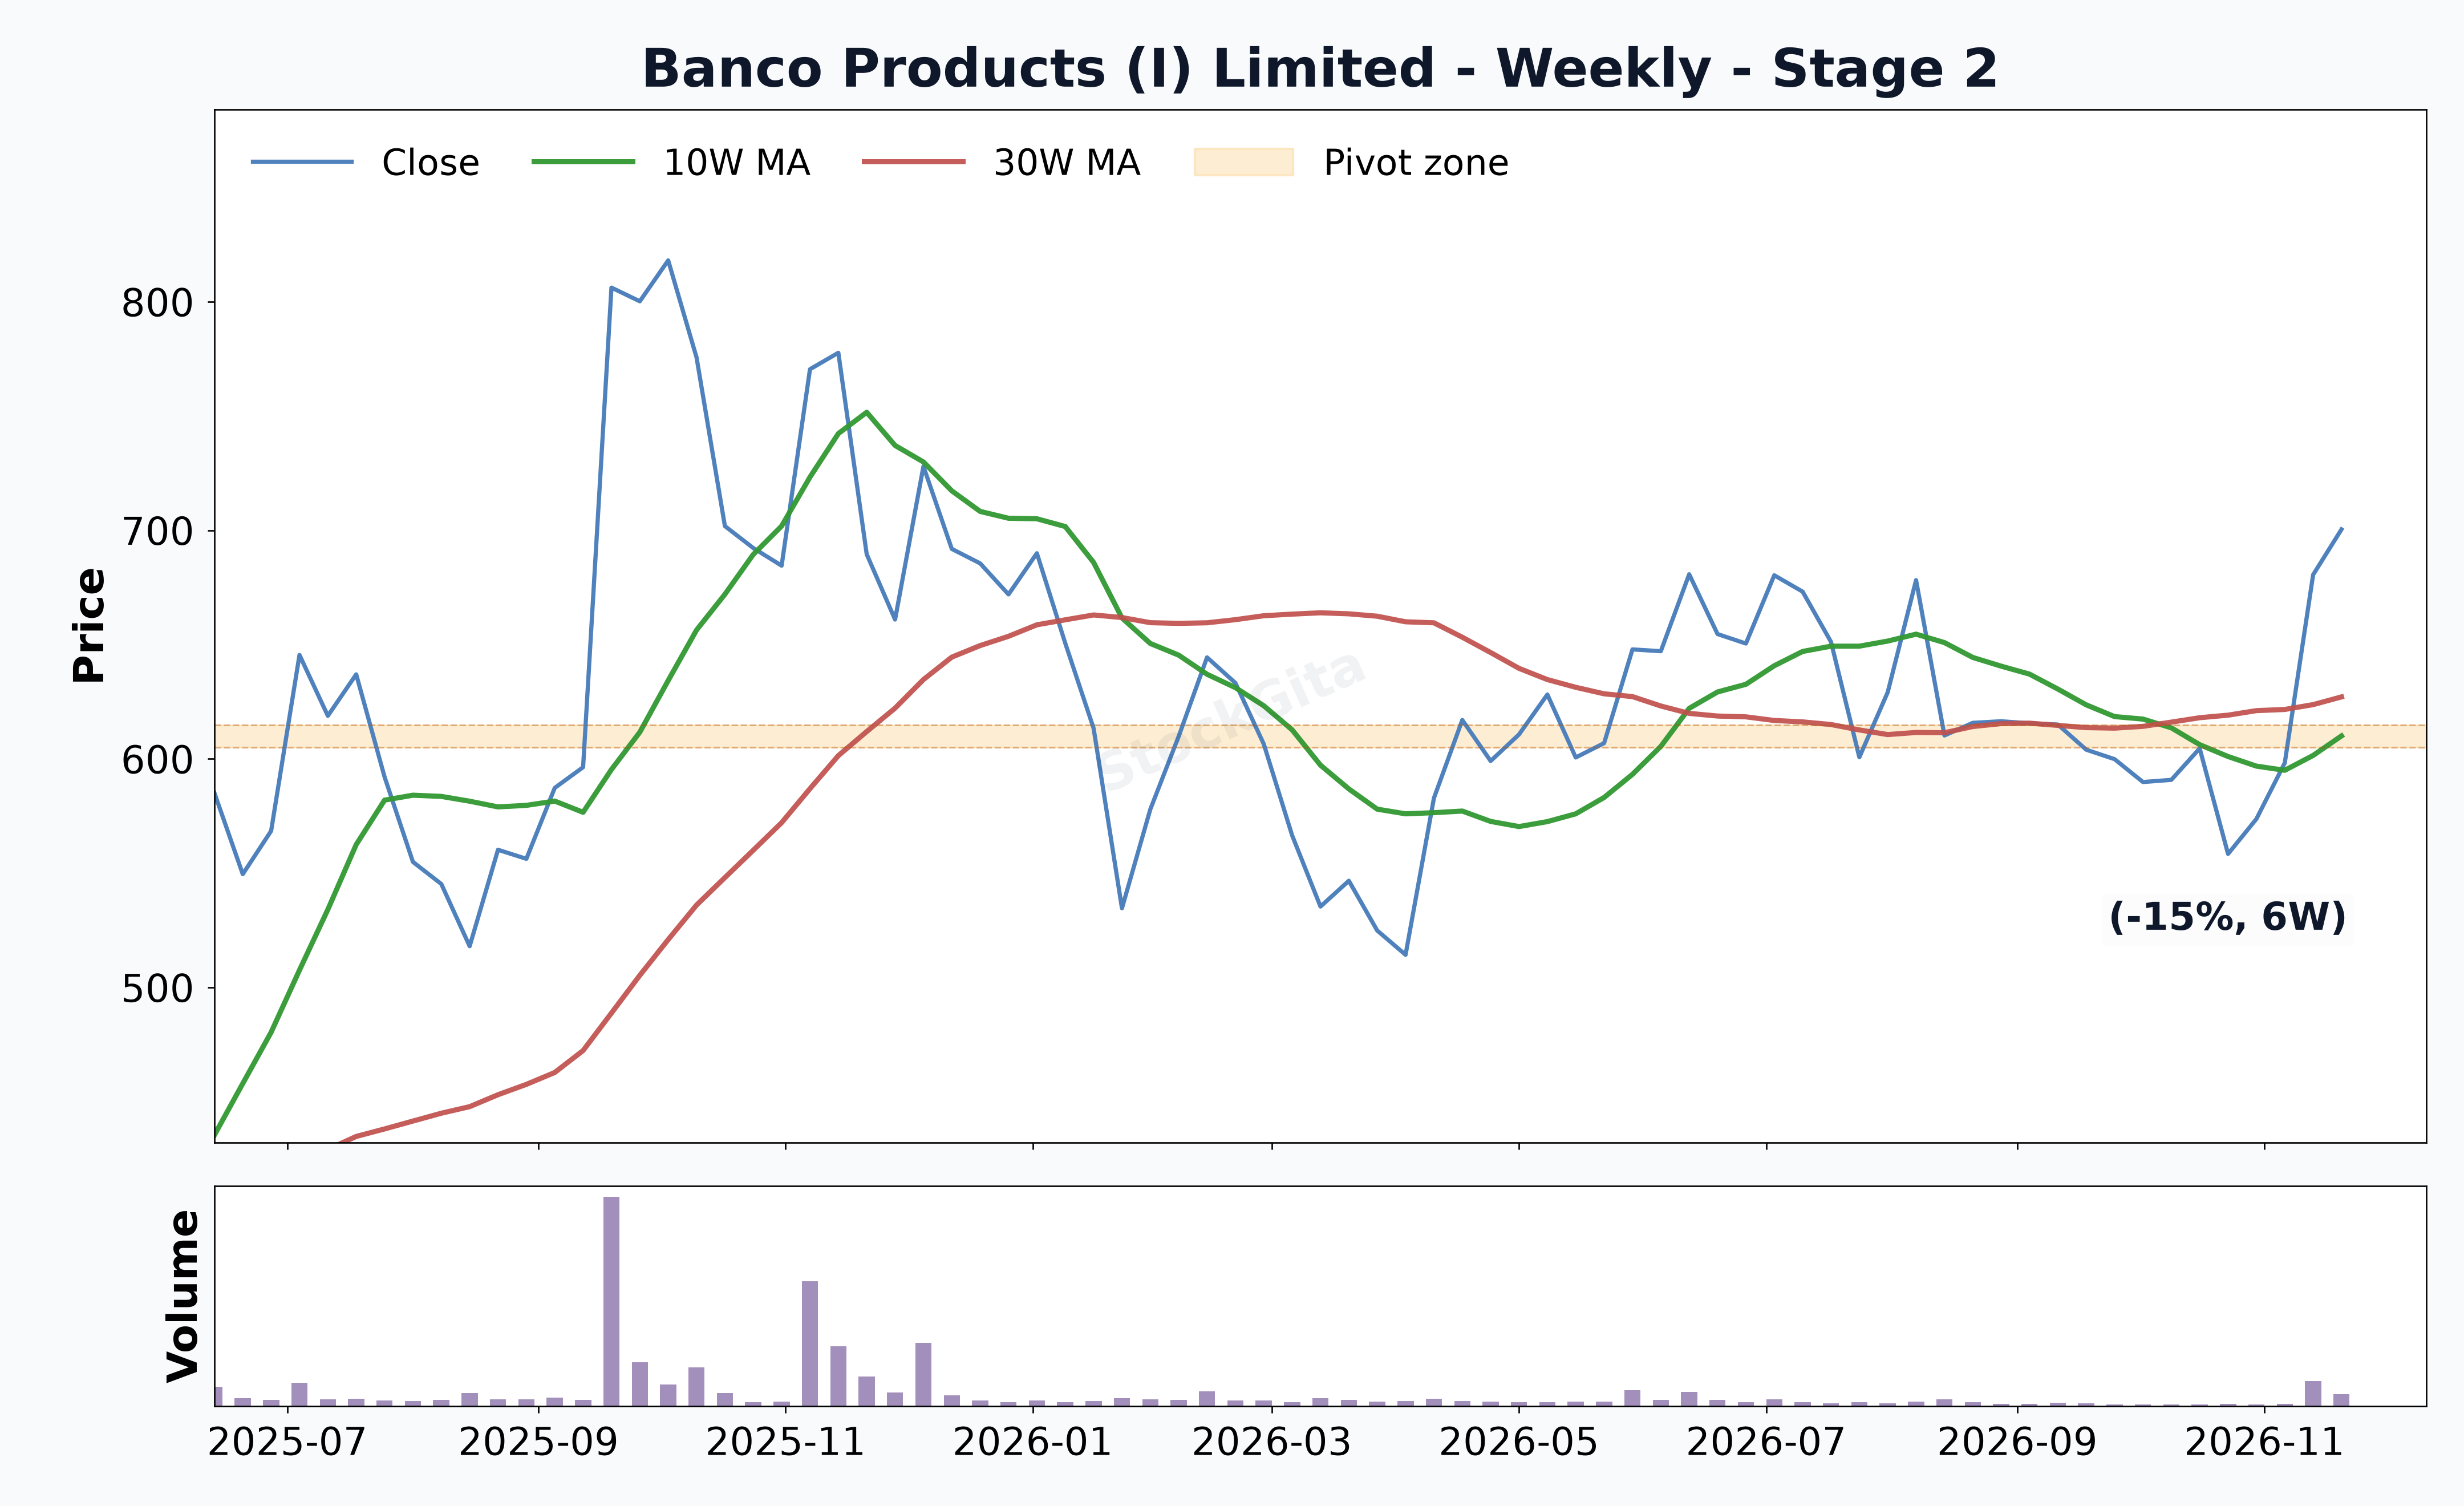 Banco Products (I) Limited - Weekly - Stage 2
Close 10W MA 30W MA Pivot zone
800
700
600
500
Price
StockGita
(-15%, 6W)
Volume
2025-07 2025-09 2025-11 2026-01 2026-03 2026-05 2026-07 2026-09 2026-11